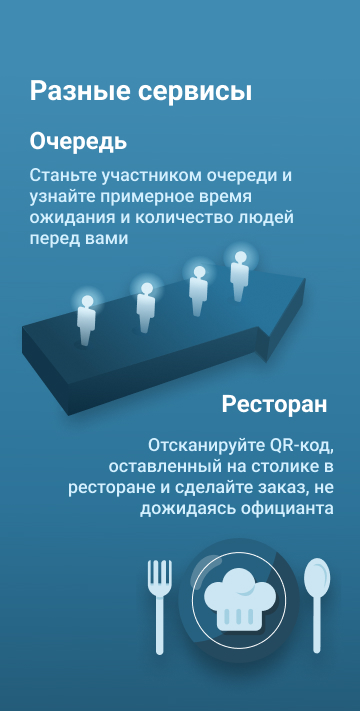 Разные сервисы
Очередь
Станьте участником очереди и
узнайте примерное время
ожидания и количество людей
перед вами
Ресторан
Отсканируйте QR-код,
оставленный на столике в
ресторане и сделайте заказ, не
дожидаясь официанта